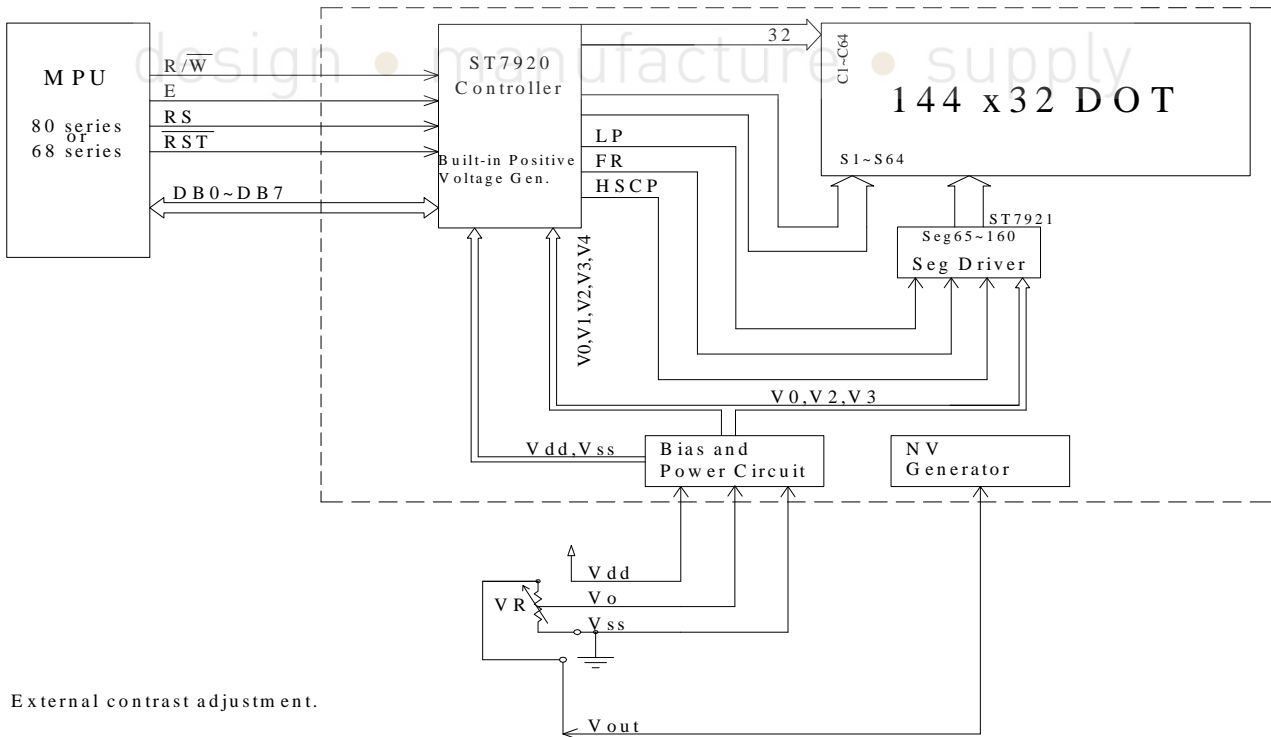 design • manufacture • supply
MPU
80 series
or
68 series
R/W̅
E
RS
R̅S̅T̅
DB0~DB7
ST7920
Controller
Built-in Positive
Voltage Gen.
32
C1~C64
144 x32 DOT
S1~S64
LP
FR
HSCP
ST7921
Seg65~160
Seg Driver
V0,V1,V2,V3,V4
V0,V2,V3
Vdd,Vss
Bias and
Power Circuit
NV
Generator
Vdd
VR
Vo
Vss
External contrast adjustment.
Vout